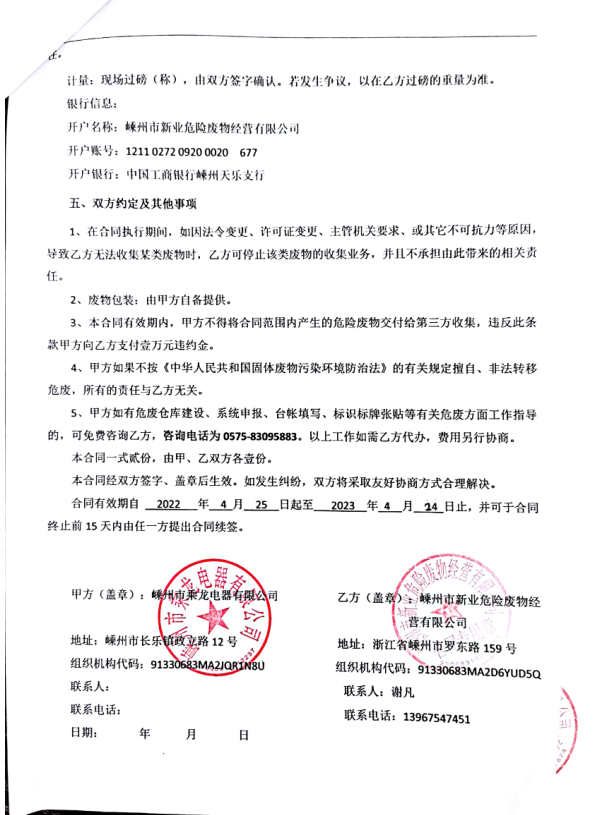 任。
计量：现场过磅（称），由双方签字确认。若发生争议，以在乙方过磅的重量为准。
银行信息：
开户名称：嵊州市新业危险废物经营有限公司
开户账号：1211 0272 0920 0020 677
开户银行：中国工商银行嵊州天乐支行
五、双方约定及其他事项
1、在合同执行期间，如因法令变更、许可证变更、主管机关要求、或其它不可抗力等原因，
导致乙方无法收集某类废物时，乙方可停止该类废物的收集业务，并且不承担由此带来的相关责
任。
2、废物包装：由甲方自备提供。
3、本合同有效期内，甲方不得将合同范围内产生的危险废物交付给第三方收集，违反此条
款甲方向乙方支付壹万元违约金。
4、甲方如果不按《中华人民共和国固体废物污染环境防治法》的有关规定擅自、非法转移
危废，所有的责任与乙方无关。
5、甲方如有危废仓库建设、系统申报、台帐填写、标识标牌张贴等有关危废方面工作指导
的，可免费咨询乙方，咨询电话为 0575-83095883。以上工作如需乙方代办，费用另行协商。
本合同一式贰份，由甲、乙双方各壹份。
本合同经双方签字、盖章后生效。如发生纠纷，双方将采取友好协商方式合理解决。
合同有效期自 2022 年 4 月 25 日起至 2023 年 4 月 14 日止，并可于合同
终止前 15 天内由任一方提出合同续签。
甲方（盖章）：嵊州市乘龙电器有限公司
地址：嵊州市长乐镇政立路 12 号
组织机构代码：91330683MA2JQR1N8U
联系人：
联系电话：
日期： 年 月 日
乙方（盖章）：嵊州市新业危险废物经
营有限公司
地址：浙江省嵊州市罗东路 159 号
组织机构代码：91330683MA2D6YUD5Q
联系人：谢凡
联系电话：13967547451
嵊州市乘龙电器有限公司